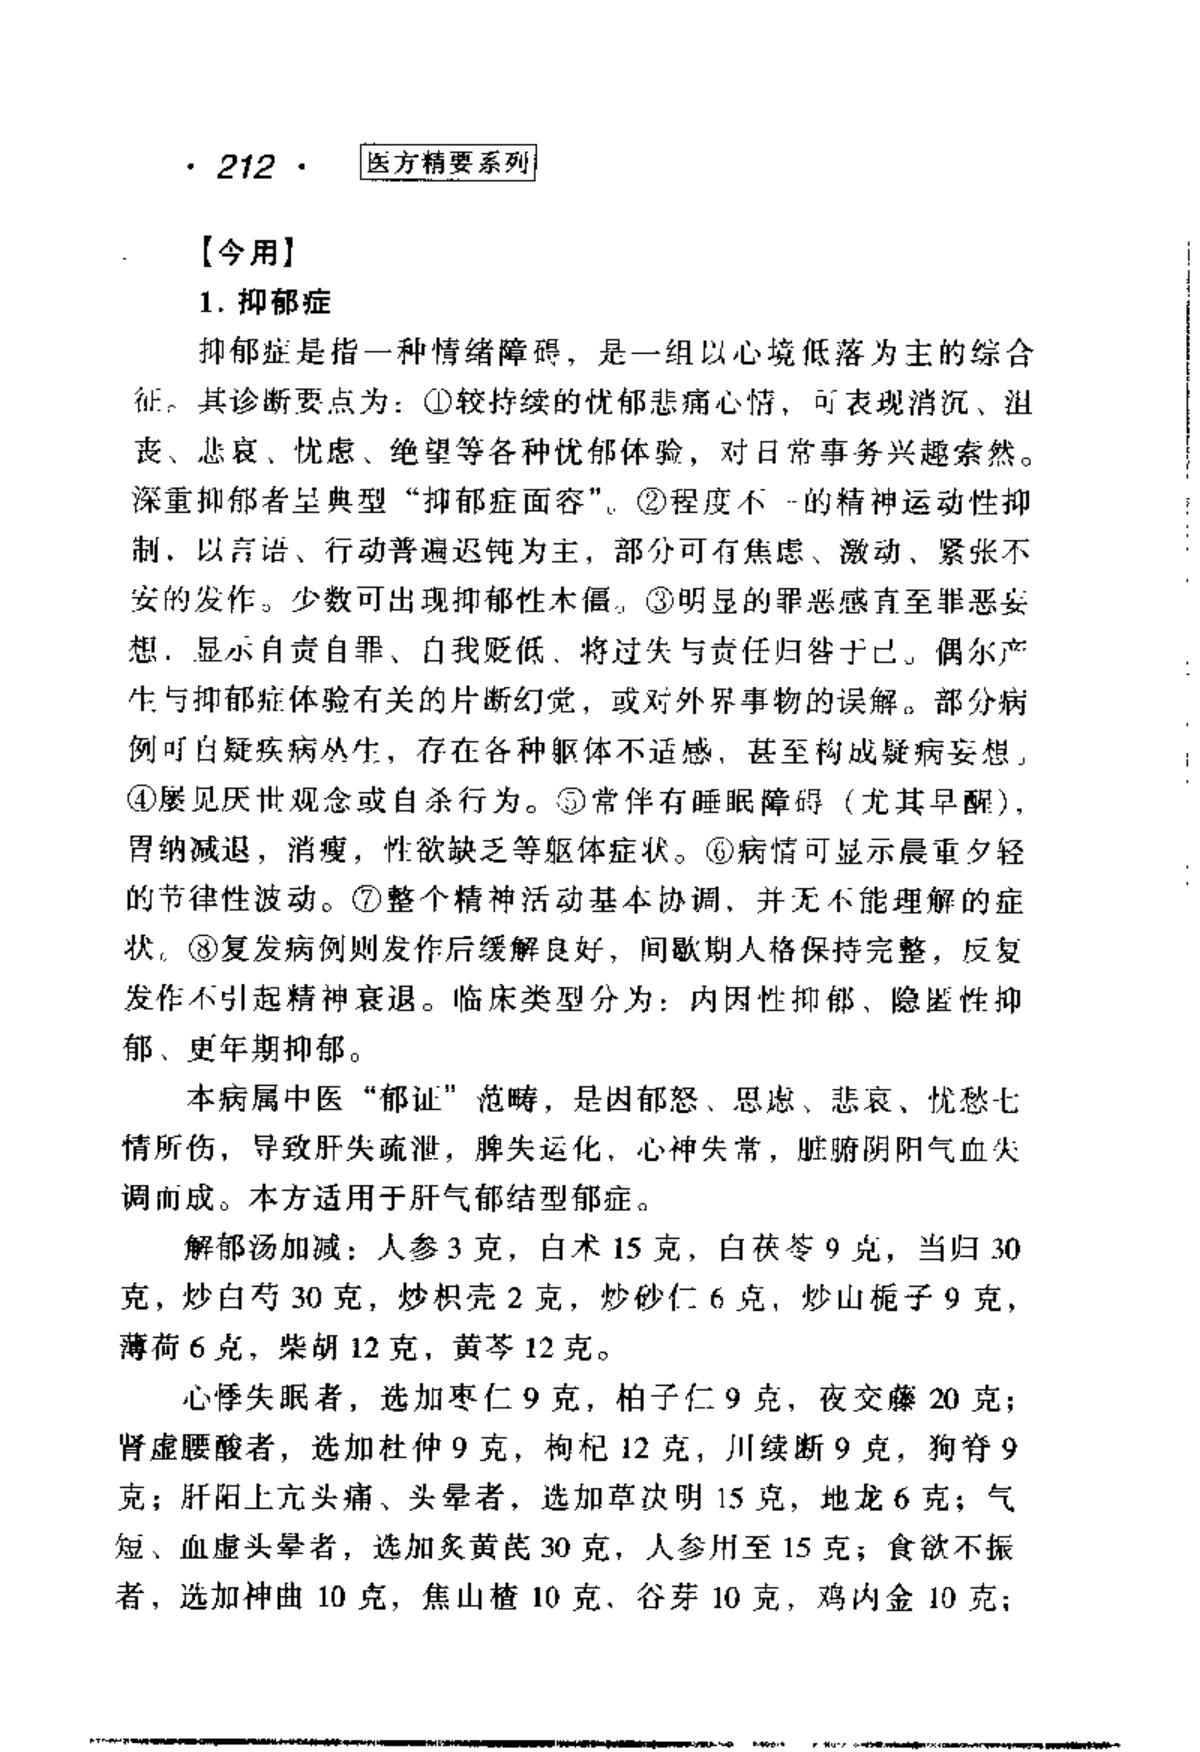 · 212 · 医方精要系列
【今用】
1. 抑郁症
抑郁症是指一种情绪障碍，是一组以心境低落为主的综合
征。其诊断要点为：①较持续的忧郁悲痛心情，可表现消沉、沮
丧、悲哀、忧虑、绝望等各种忧郁体验，对日常事务兴趣索然。
深重抑郁者呈典型“抑郁症面容”。②程度不一的精神运动性抑
制，以言语、行动普遍迟钝为主，部分可有焦虑、激动、紧张不
安的发作。少数可出现抑郁性木僵。③明显的罪恶感直至罪恶妄
想，显示自责自罪、自我贬低、将过失与责任归咎于己。偶尔产
生与抑郁症体验有关的片断幻觉，或对外界事物的误解。部分病
例可自疑疾病丛生，存在各种躯体不适感，甚至构成疑病妄想。
④屡见厌世观念或自杀行为。⑤常伴有睡眠障碍（尤其早醒），
胃纳减退，消瘦，性欲缺乏等躯体症状。⑥病情可显示晨重夕轻
的节律性波动。⑦整个精神活动基本协调，并无不能理解的症
状。⑧复发病例则发作后缓解良好，间歇期人格保持完整，反复
发作不引起精神衰退。临床类型分为：内因性抑郁、隐匿性抑
郁、更年期抑郁。
本病属中医“郁证”范畴，是因郁怒、思虑、悲哀、忧愁七
情所伤，导致肝失疏泄，脾失运化，心神失常，脏腑阴阳气血失
调而成。本方适用于肝气郁结型郁症。
解郁汤加减：人参 3 克，白术 15 克，白茯苓 9 克，当归 30
克，炒白芍 30 克，炒枳壳 2 克，炒砂仁 6 克，炒山栀子 9 克，
薄荷 6 克，柴胡 12 克，黄芩 12 克。
心悸失眠者，选加枣仁 9 克，柏子仁 9 克，夜交藤 20 克；
肾虚腰酸者，选加杜仲 9 克，枸杞 12 克，川续断 9 克，狗脊 9
克；肝阳上亢头痛、头晕者，选加草决明 15 克，地龙 6 克；气
短、血虚头晕者，选加炙黄芪 30 克，人参用至 15 克；食欲不振
者，选加神曲 10 克，焦山楂 10 克，谷芽 10 克，鸡内金 10 克；